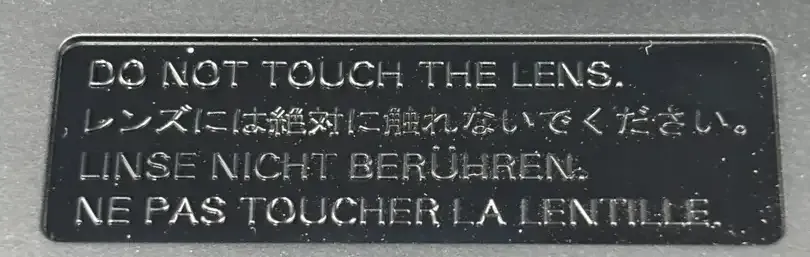 DO NOT TOUCH THE LENS.
レンズには絶対に触れないでください。
LINSE NICHT BERÜHREN.
NE PAS TOUCHER LA LENTILLE.